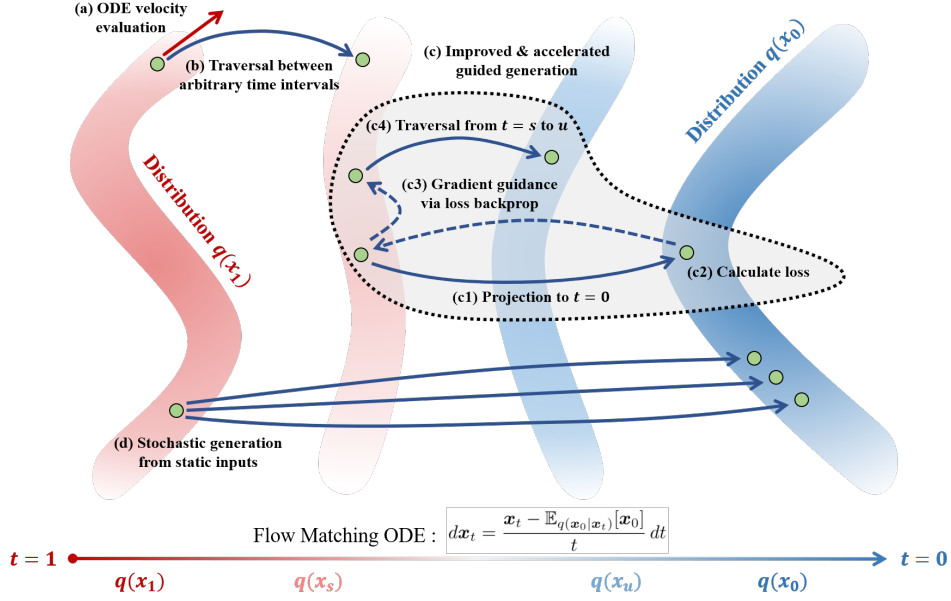 (a) ODE velocity
evaluation
(b) Traversal between
arbitrary time intervals
(c) Improved & accelerated
guided generation
Distribution q(x₀)
(c4) Traversal from t = s to u
(c3) Gradient guidance
via loss backprop
Distribution q(x₁)
(c2) Calculate loss
(c1) Projection to t = 0
(d) Stochastic generation
from static inputs
Flow Matching ODE : dxₜ = \frac{xₜ − 𝔼_{q(x₀|xₜ)}[x₀]}{t} dt
t = 1
t = 0
q(x₁)
q(xₛ)
q(xᵤ)
q(x₀)